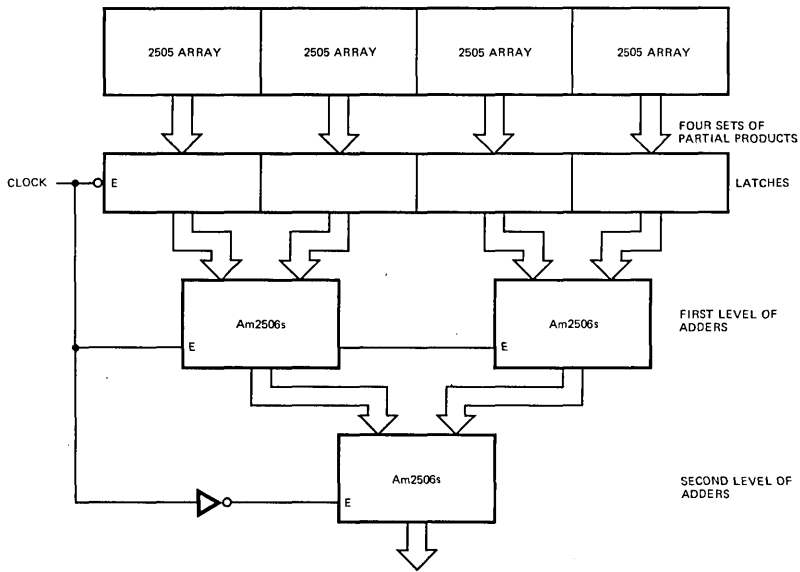 2505 ARRAY
2505 ARRAY
2505 ARRAY
2505 ARRAY
FOUR SETS OF
PARTIAL PRODUCTS
CLOCK
E
LATCHES
Am2506s
Am2506s
E
E
FIRST LEVEL OF
ADDERS
Am2506s
E
SECOND LEVEL OF
ADDERS